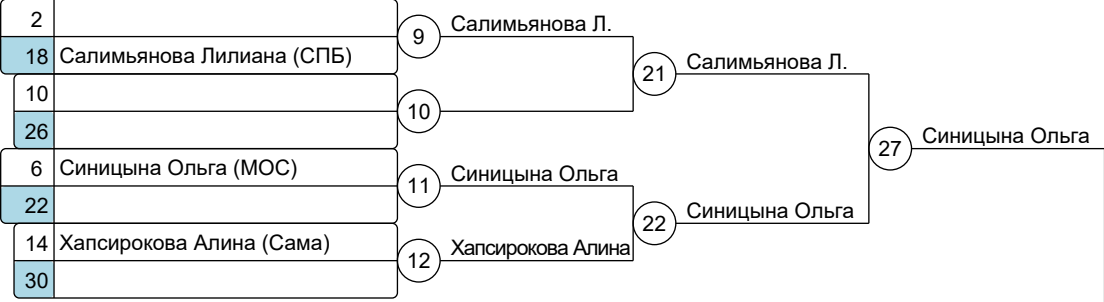 2
9
Салимьянова Л.
18 Салимьянова Лилиана (СПБ)
21
Салимьянова Л.
10
10
26
27
Синицына Ольга
6 Синицына Ольга (МОС)
11
Синицына Ольга
22
22
Синицына Ольга
14 Хапсирокова Алина (Сама)
12
Хапсирокова Алина
30